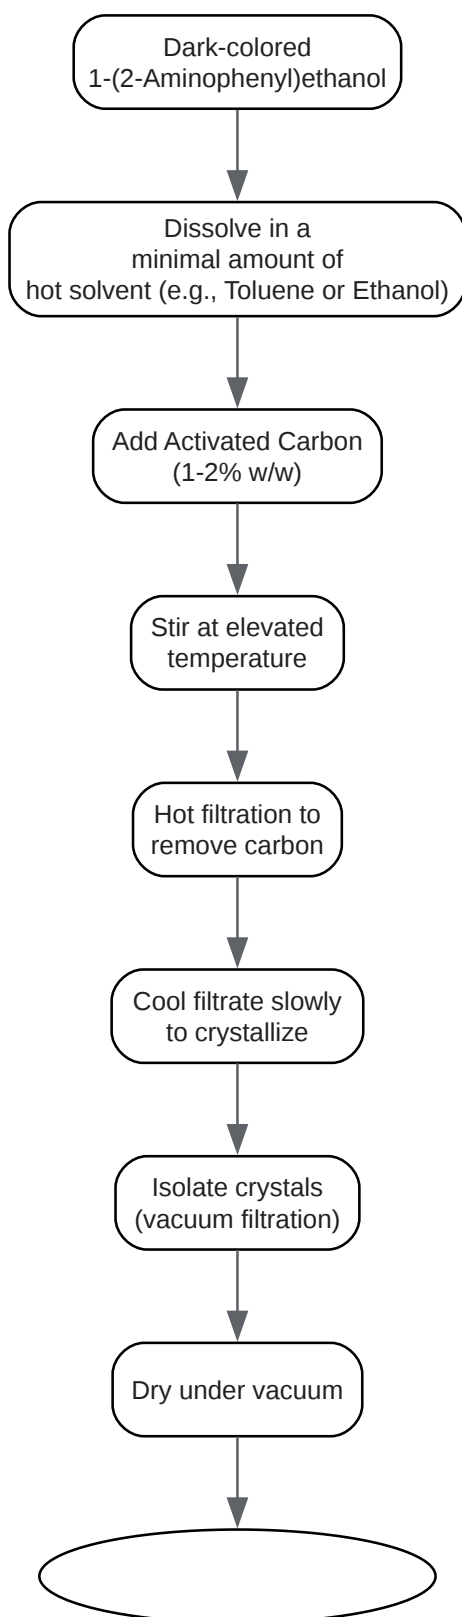 Dark-colored
1-(2-Aminophenyl)ethanol
Dissolve in a
minimal amount of
hot solvent (e.g., Toluene or Ethanol)
Add Activated Carbon
(1-2% w/w)
Stir at elevated
temperature
Hot filtration to
remove carbon
Cool filtrate slowly
to crystallize
Isolate crystals
(vacuum filtration)
Dry under vacuum